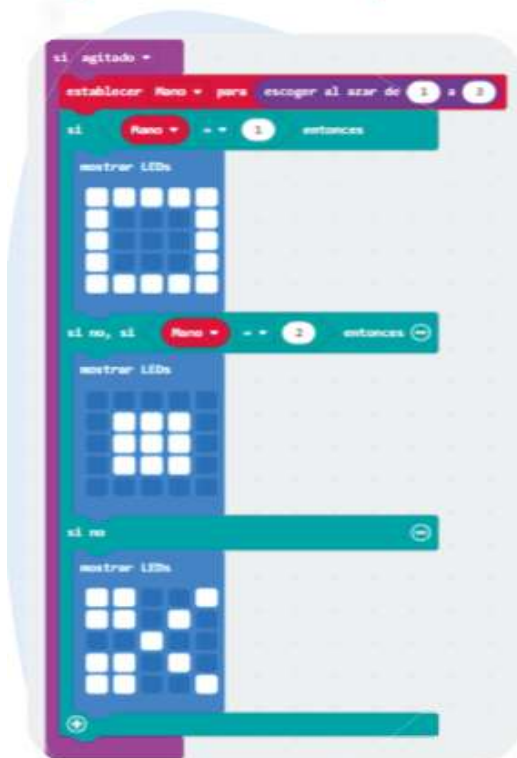 si agitado
establecer Mano para escoger al azar de 1 a 3
si Mano = 1 entonces
mostrar LEDs
si no, si Mano = 2 entonces
mostrar LEDs
si no
mostrar LEDs